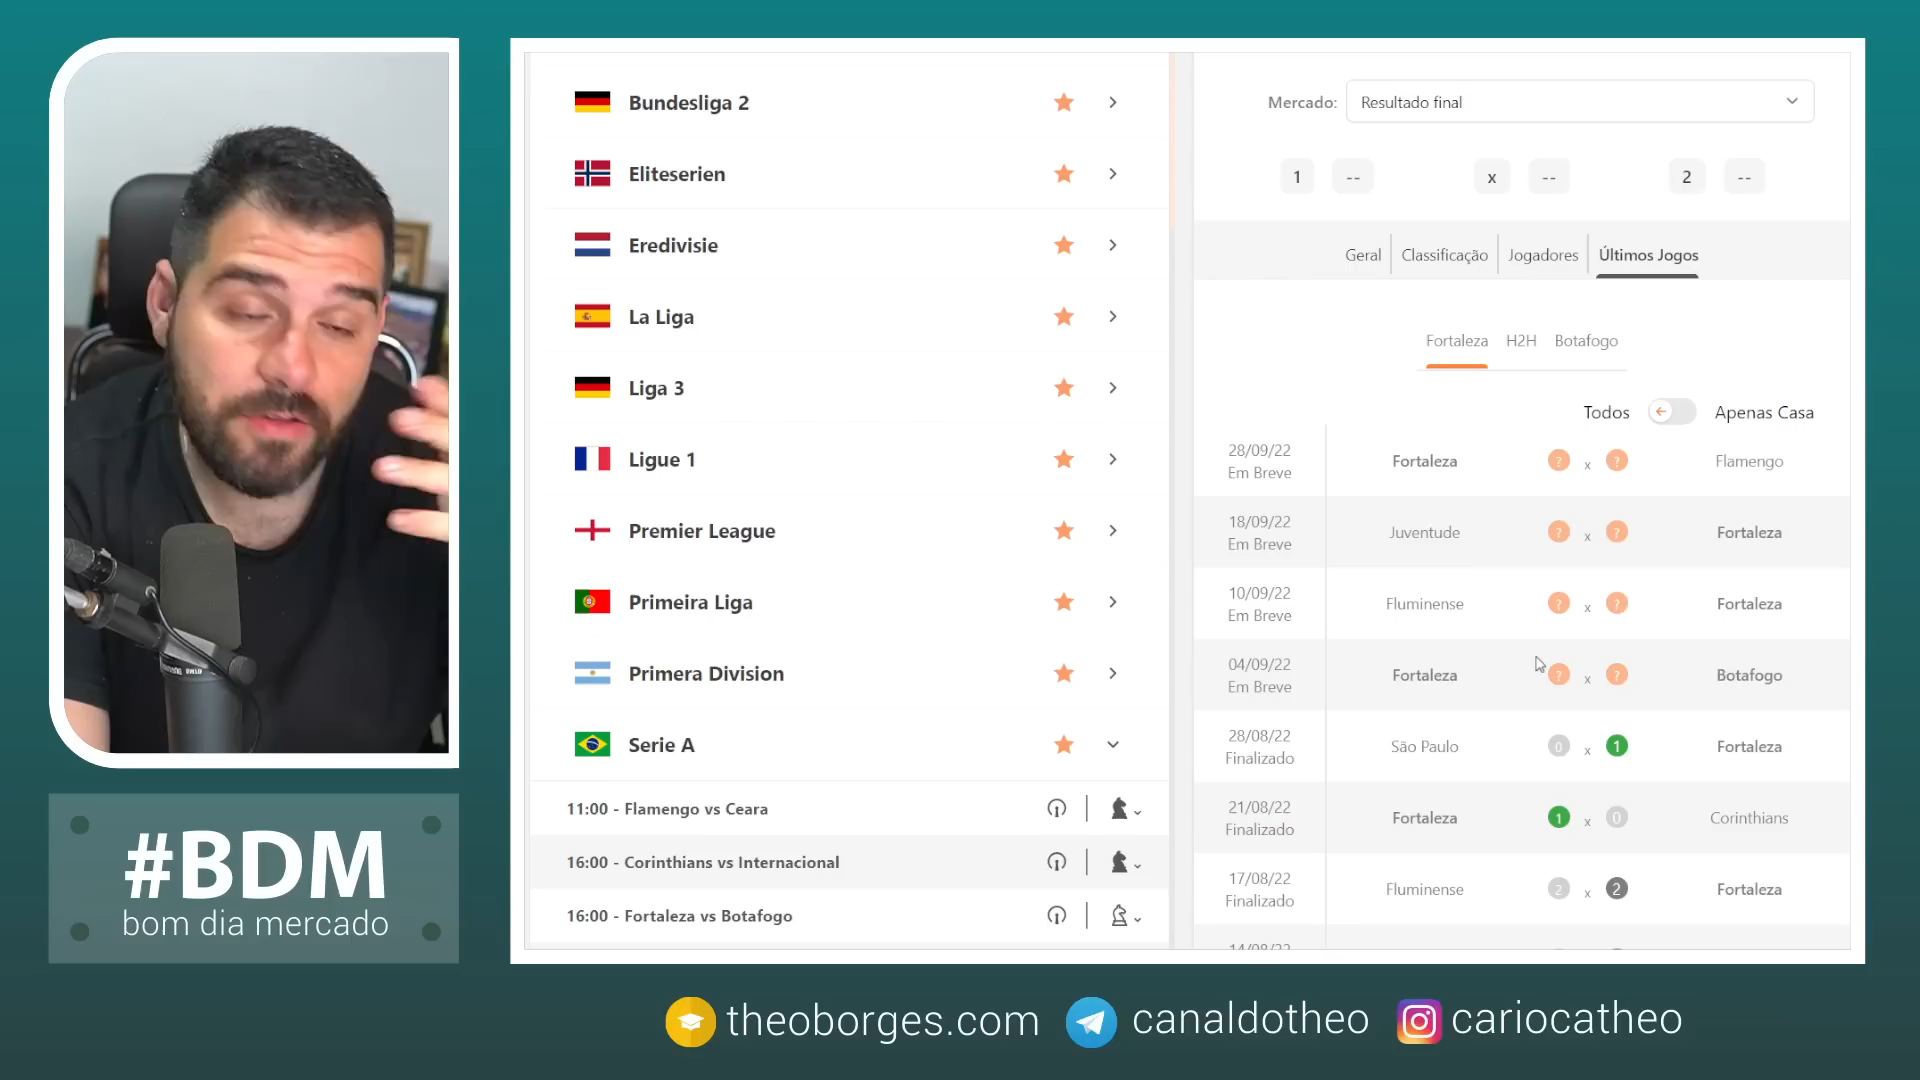 Bundesliga 2
Eliteserien
Eredivisie
La Liga
Liga 3
Ligue 1
Premier League
Primeira Liga
Primera Division
Serie A
11:00 - Flamengo vs Ceara
16:00 - Corinthians vs Internacional
16:00 - Fortaleza vs Botafogo
Mercado: Resultado final
1 -- x -- 2 --
Geral Classificação Jogadores Últimos Jogos
Fortaleza H2H Botafogo
Todos Apenas Casa
28/09/22
Em Breve
Fortaleza ? x ? Flamengo
18/09/22
Em Breve
Juventude ? x ? Fortaleza
10/09/22
Em Breve
Fluminense ? x ? Fortaleza
04/09/22
Em Breve
Fortaleza ? x ? Botafogo
28/08/22
Finalizado
São Paulo 0 x 1 Fortaleza
21/08/22
Finalizado
Fortaleza 1 x 0 Corinthians
17/08/22
Finalizado
Fluminense 2 x 2 Fortaleza
14/08/22
#BDM
bom dia mercado
theoborges.com canaldotheo cariocatheo